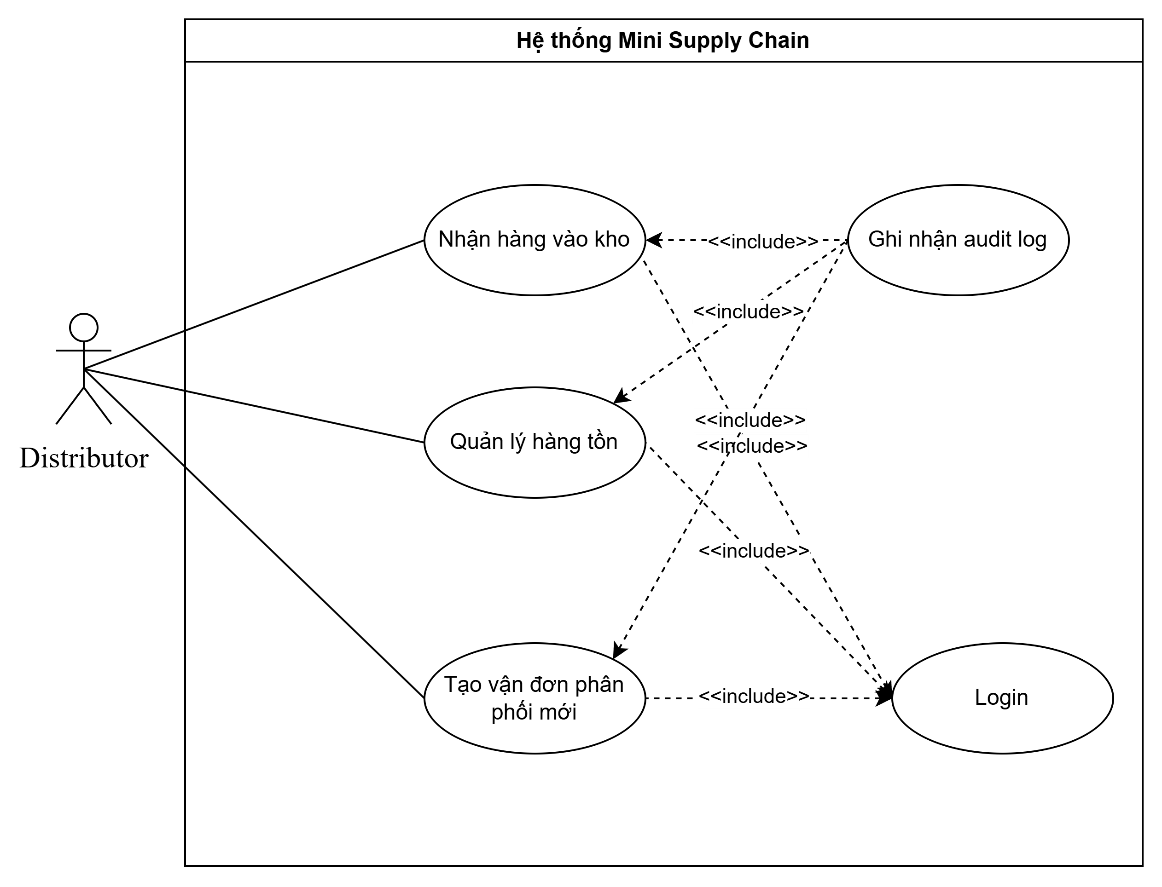 Hệ thống Mini Supply Chain
Nhận hàng vào kho
<<include>>
Ghi nhận audit log
<<include>>
Distributor
Quản lý hàng tồn
<<include>>
<<include>>
<<include>>
Tạo vận đơn phân
phối mới
<<include>>
Login